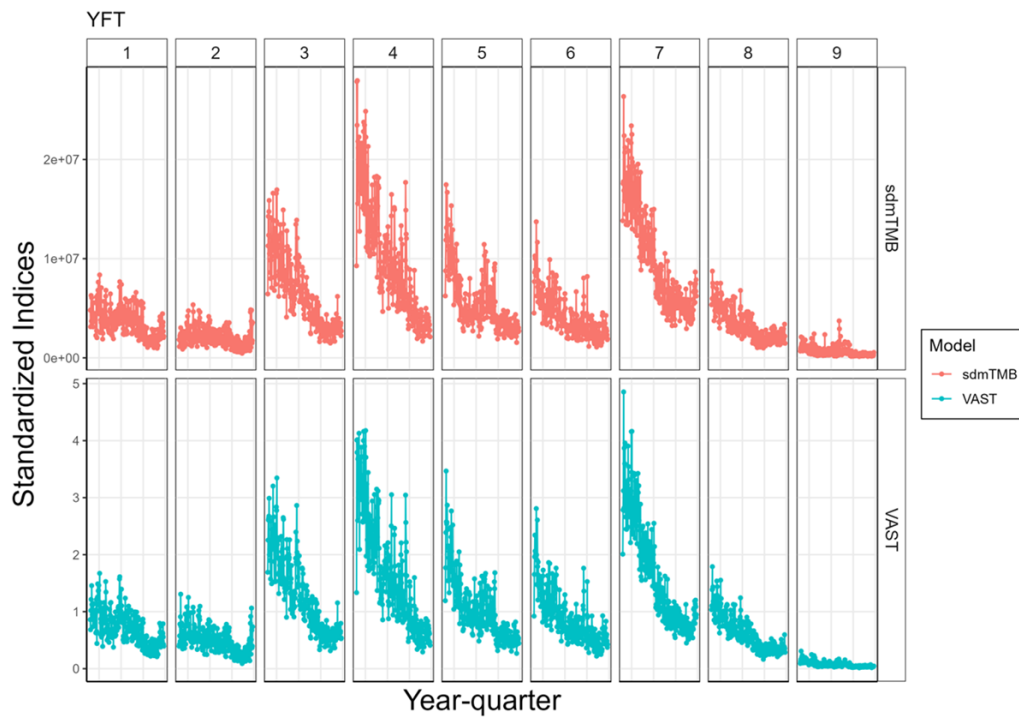 YFT
1 2 3 4 5 6 7 8 9
Standardized Indices
2e+07
1e+07
0e+00
sdmTMB
5
4
3
2
1
0
VAST
Year-quarter
Model
sdmTMB
VAST